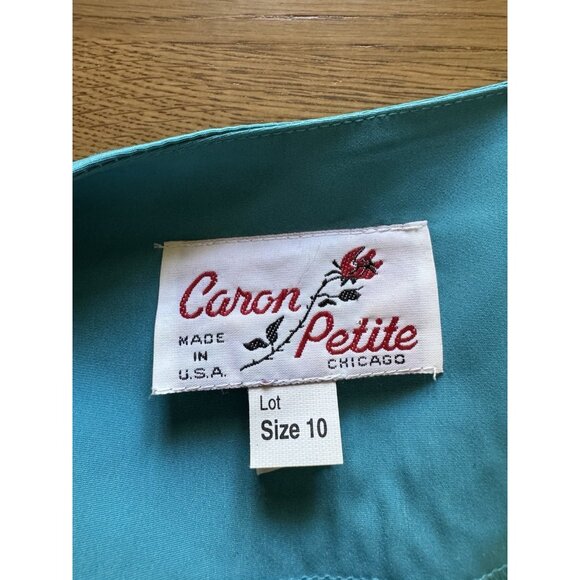 Caron
Petite
MADE
IN
U.S.A.
CHICAGO
Lot
Size 10